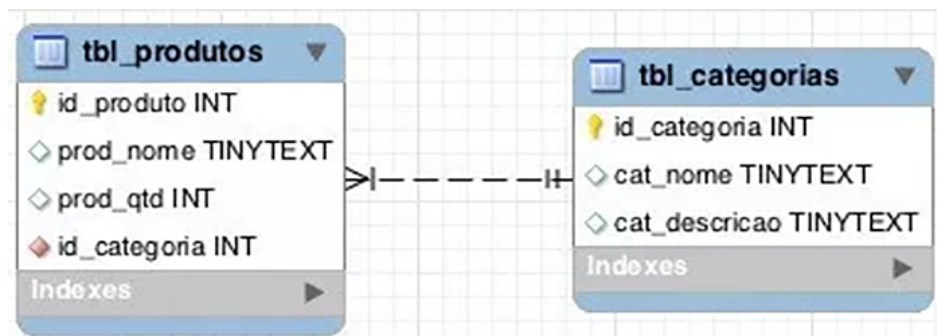 tbl_produtos
id_produto INT
prod_nome TINYTEXT
prod_qtd INT
id_categoria INT
Indexes
tbl_categorias
id_categoria INT
cat_nome TINYTEXT
cat_descricao TINYTEXT
Indexes